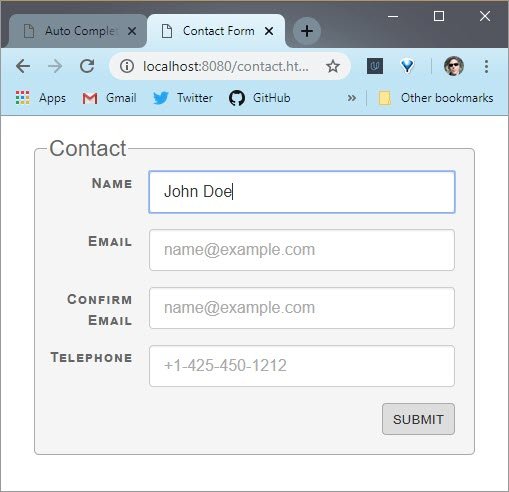 Auto Complet
Contact Form
localhost:8080/contact.ht...
Apps
Gmail
Twitter
GitHub
»
Other bookmarks
Contact
NAME
John Doe
EMAIL
name@example.com
CONFIRM
EMAIL
name@example.com
TELEPHONE
+1-425-450-1212
SUBMIT